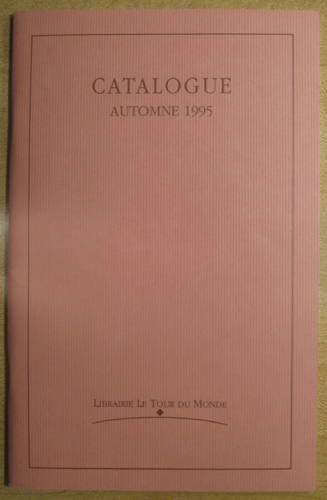 CATALOGUE
AUTOMNE 1995
LIBRAIRIE LE TOUR DU MONDE